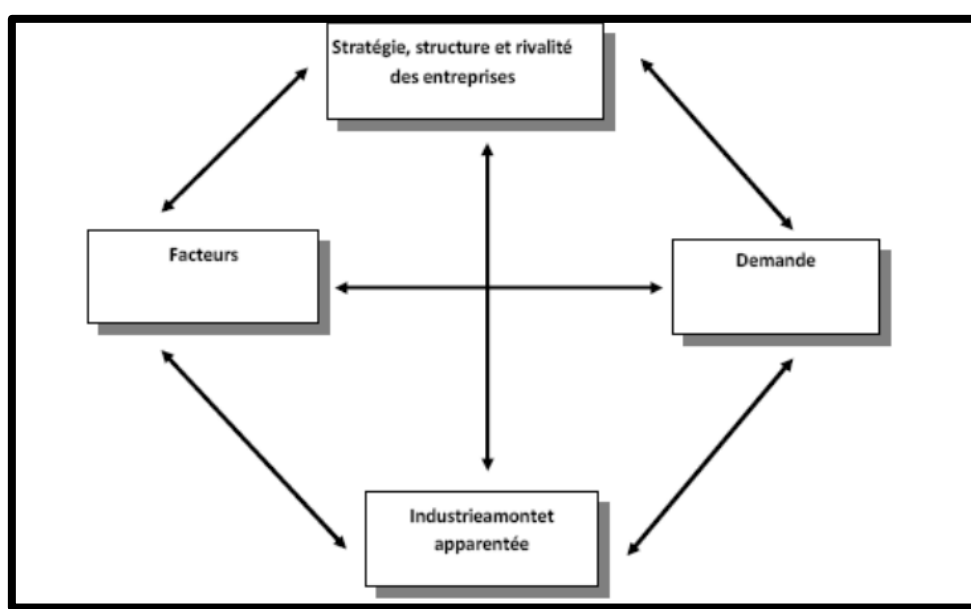 Stratégie, structure et rivalité
des entreprises
Facteurs
Demande
Industrieamontet
apparentée